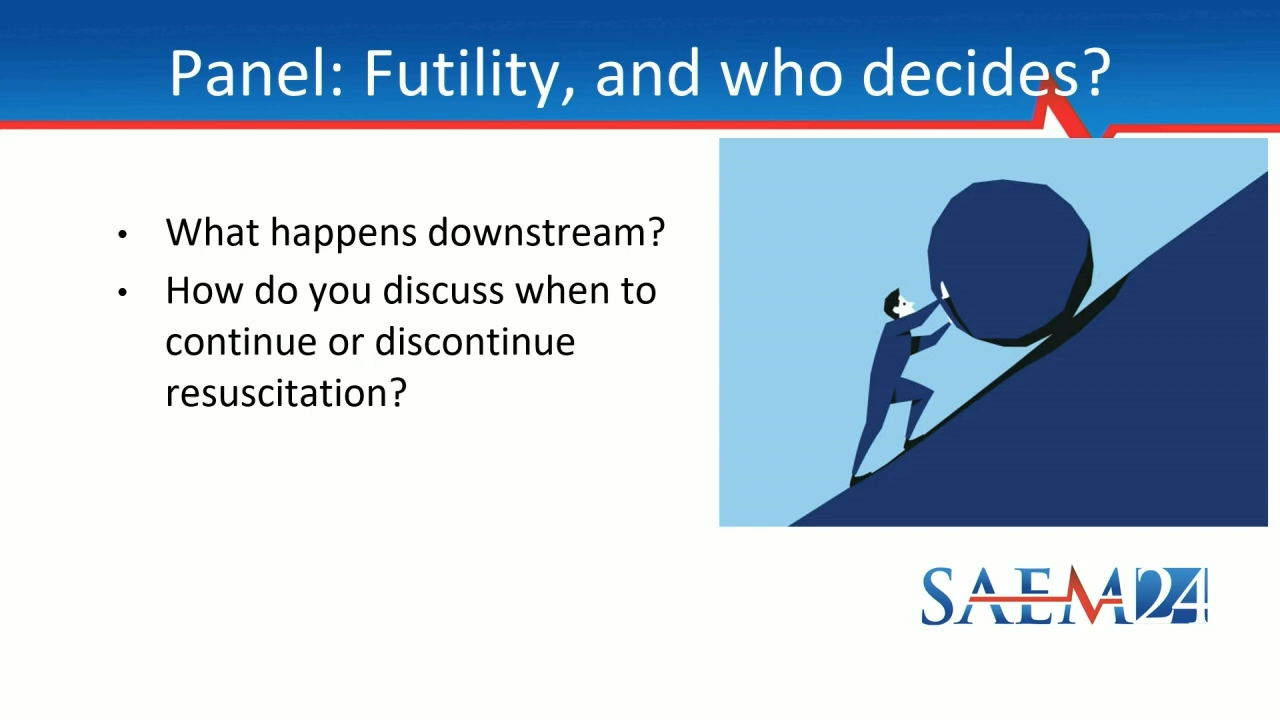 Panel: Futility, and who decides?
• What happens downstream?
• How do you discuss when to
continue or discontinue
resuscitation?
SAEM24